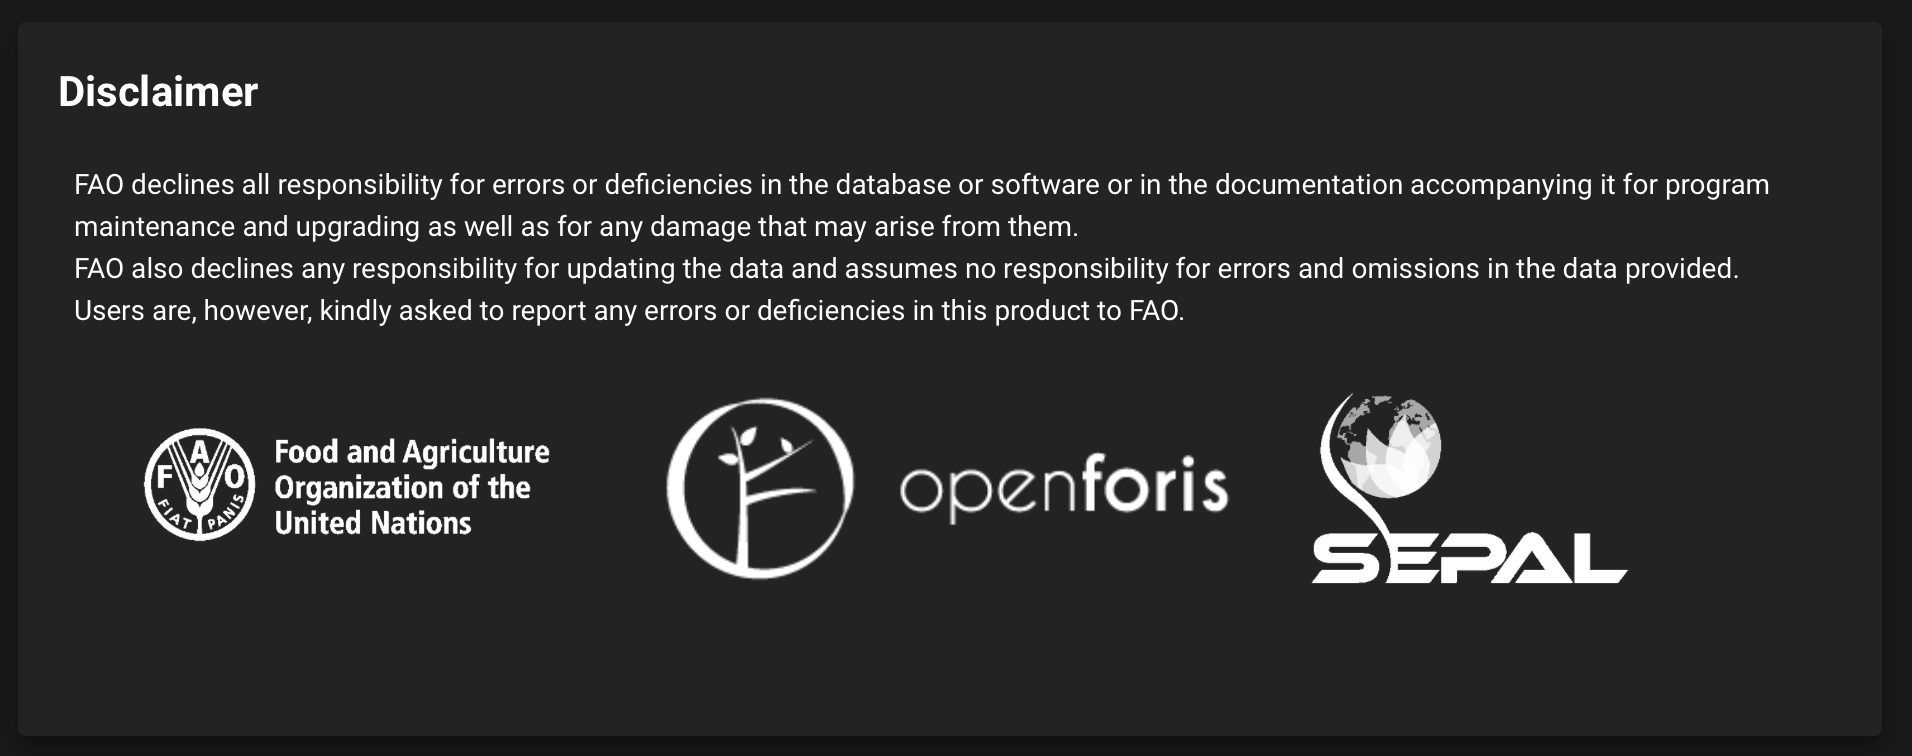 Disclaimer
FAO declines all responsibility for errors or deficiencies in the database or software or in the documentation accompanying it for program
maintenance and upgrading as well as for any damage that may arise from them.
FAO also declines any responsibility for updating the data and assumes no responsibility for errors and omissions in the data provided.
Users are, however, kindly asked to report any errors or deficiencies in this product to FAO.
F A O
FIAT PANIS
Food and Agriculture
Organization of the
United Nations
openforis
SEPAL